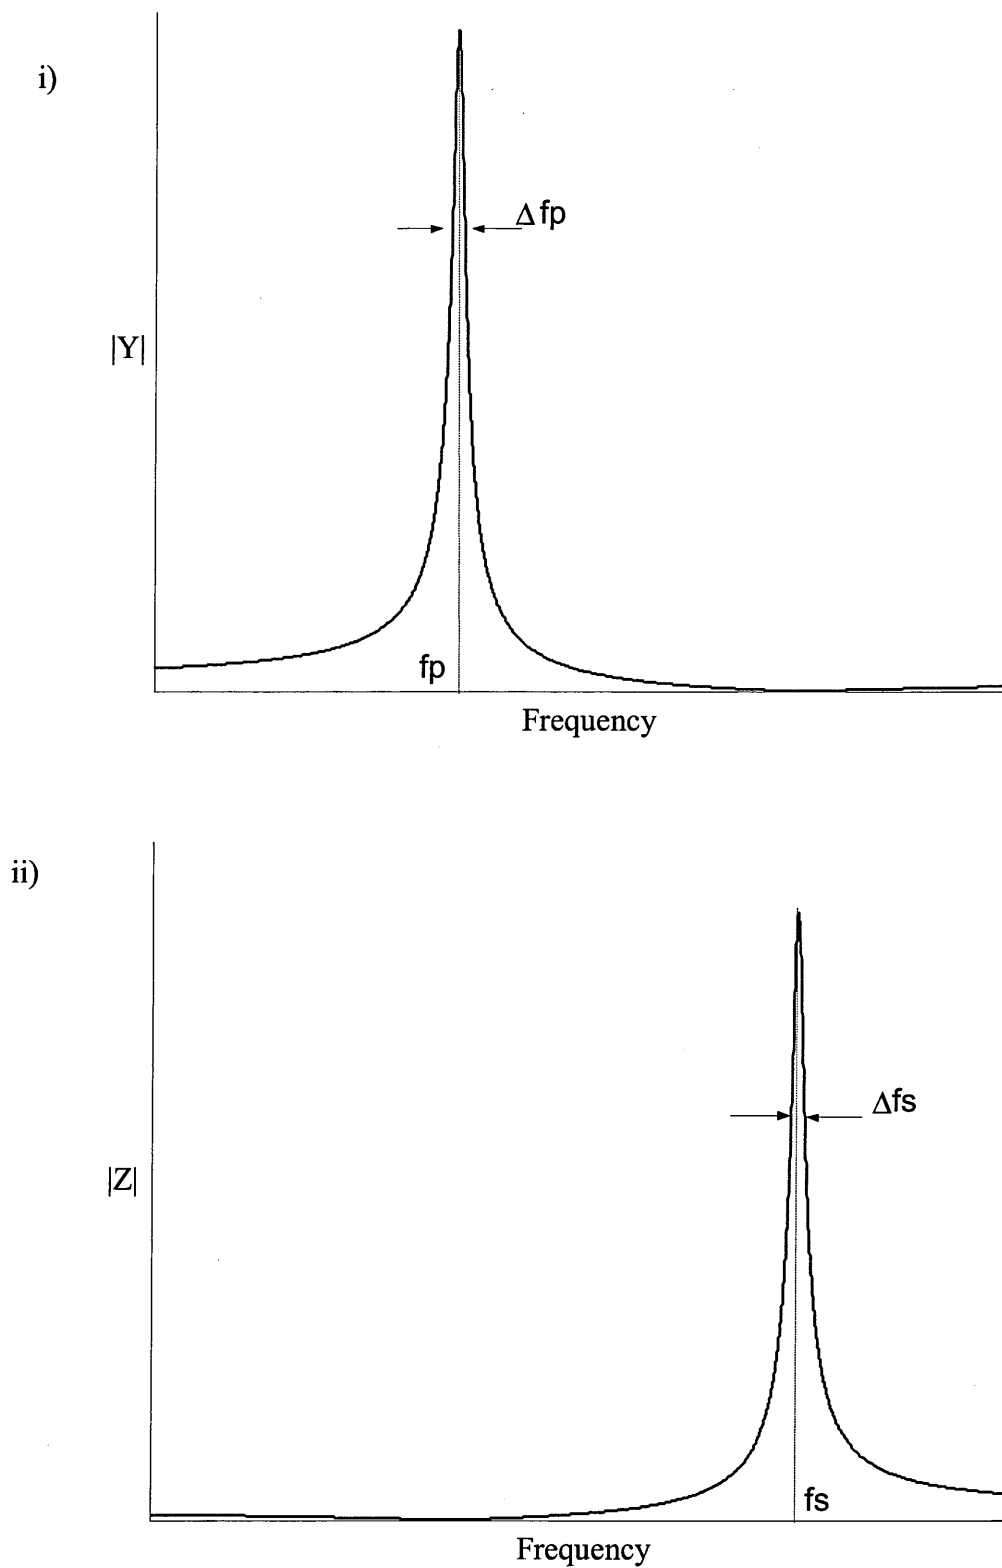 i)
Δfp
|Y|
fp
Frequency
ii)
Δfs
|Z|
fs
Frequency